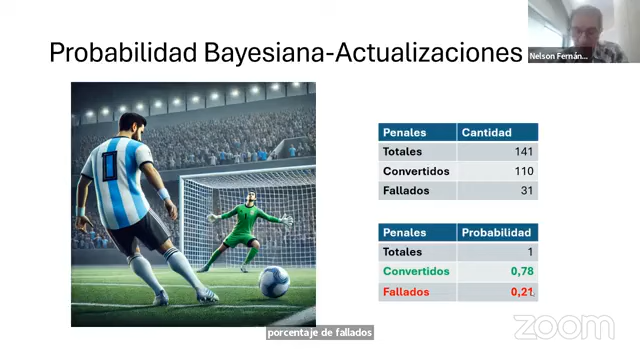 Probabilidad Bayesiana-Actualizaciones
Nelson Fernán...
Penales Cantidad
Totales 141
Convertidos 110
Fallados 31
Penales Probabilidad
Totales 1
Convertidos 0,78
Fallados 0,21
porcentaje de fallados
zoom